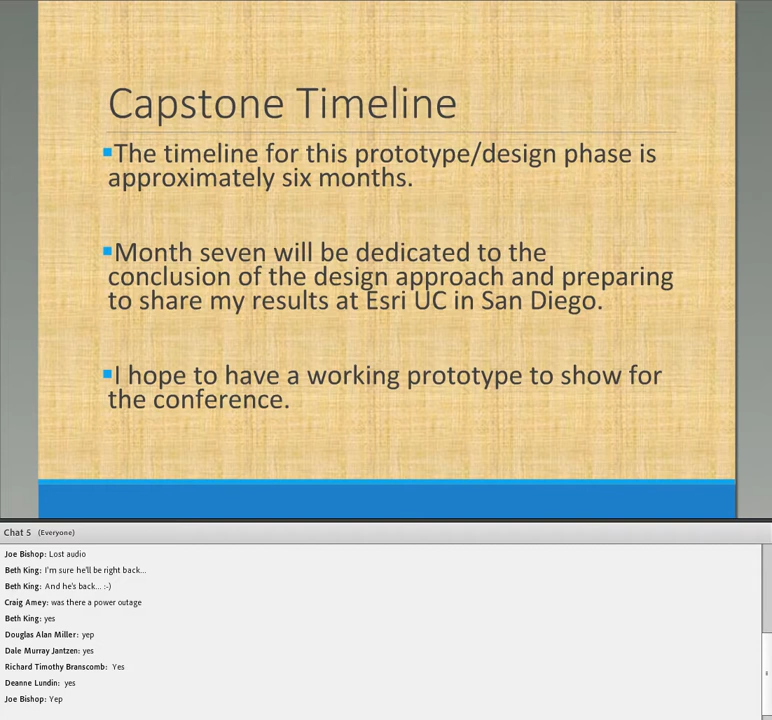 Capstone Timeline
▪The timeline for this prototype/design phase is
approximately six months.
▪Month seven will be dedicated to the
conclusion of the design approach and preparing
to share my results at Esri UC in San Diego.
▪I hope to have a working prototype to show for
the conference.
Chat 5 (Everyone)
Joe Bishop: Lost audio
Beth King: I'm sure he'll be right back...
Beth King: And he's back... :-)
Craig Amey: was there a power outage
Beth King: yes
Douglas Alan Miller: yep
Dale Murray Jantzen: yes
Richard Timothy Branscomb: Yes
Deanne Lundin: yes
Joe Bishop: Yep